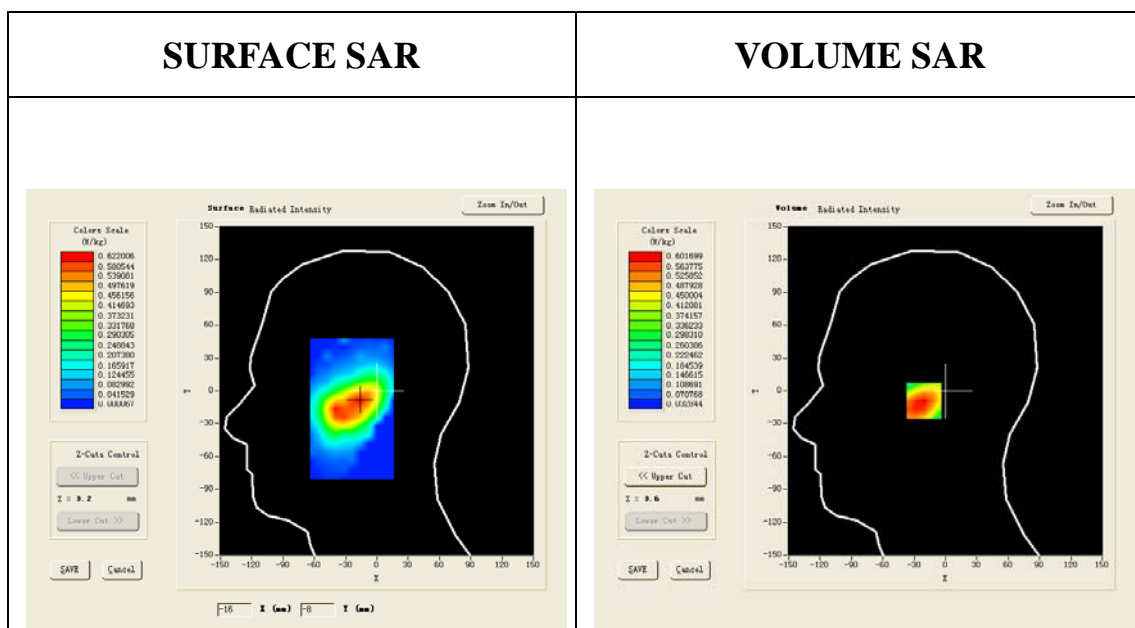 SURFACE SAR
VOLUME SAR
Surface Radiated Intensity
Zoom In/Out
Colors Scale
(W/kg)
0.622006
0.580544
0.539081
0.497619
0.456156
0.414693
0.373231
0.331768
0.290305
0.248843
0.207380
0.165917
0.124455
0.082992
0.041529
0.000067
Z-Cuts Control
<< Upper Cut
Lower Cut >>
SAVE
Cancel
150
120
90
60
30
0
-30
-60
-90
-120
-150
Y
-150 -120 -90 -60 -30 0 30 60 90 120 150
X
-16 X (mm) -8 Y (mm)
Volume Radiated Intensity
Zoom In/Out
Colors Scale
(W/kg)
0.601699
0.563775
0.525852
0.487928
0.450004
0.412081
0.374157
0.336233
0.298310
0.260386
0.222462
0.184539
0.146615
0.108691
0.070768
0.032844
Z-Cuts Control
<< Upper Cut
Lower Cut >>
SAVE
Cancel
150
120
90
60
30
0
-30
-60
-90
-120
-150
Y
-150 -120 -90 -60 -30 0 30 60 90 120 150
X